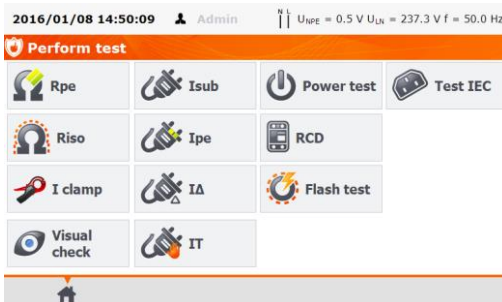 2016/01/08 14:50:09 Admin N L UNPE = 0.5 V ULN = 237.3 V f = 50.0 Hz
Perform test
Rpe Isub Power test Test IEC
Riso Ipe RCD
I clamp I∆ Flash test
Visual check IT